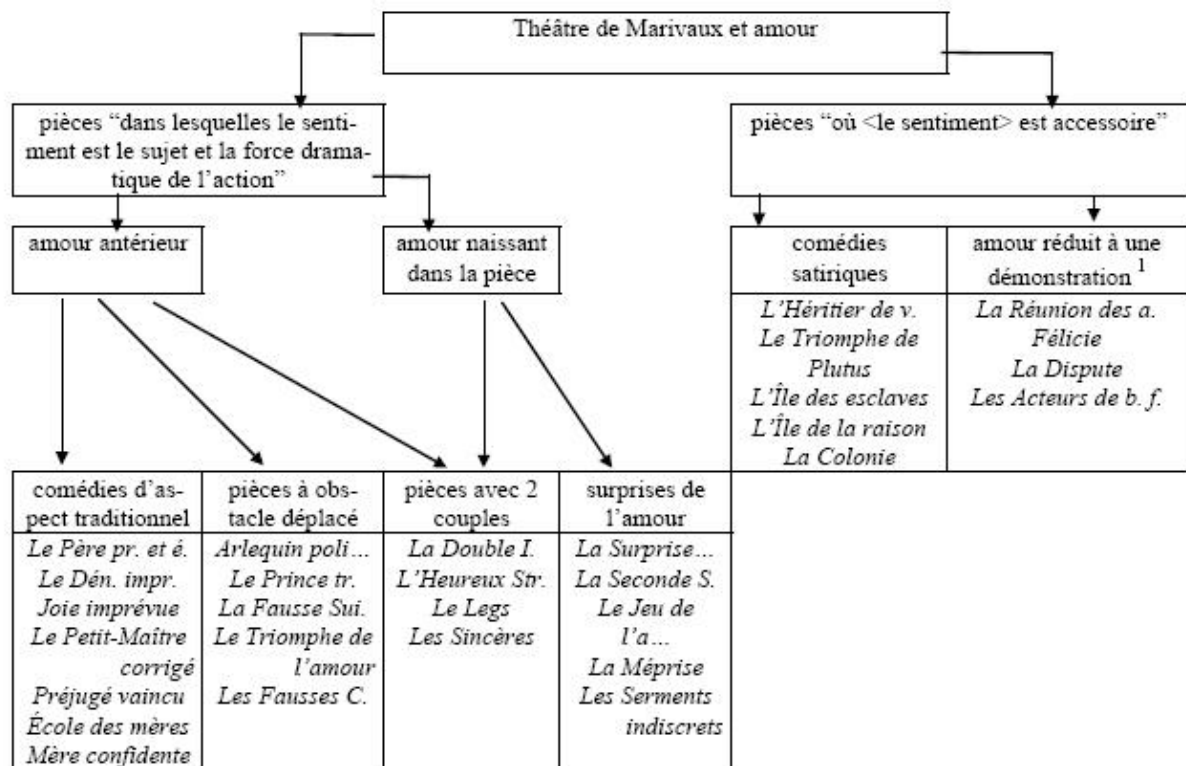 Théâtre de Marivaux et amour
pièces “dans lesquelles le senti-
ment est le sujet et la force drama-
tique de l’action”
pièces “où <le sentiment> est accessoire”
amour antérieur
amour naissant
dans la pièce
comédies
satiriques
amour réduit à une
démonstration 1
L’Héritier de v.
Le Triomphe de
Plutus
L’Île des esclaves
L’Île de la raison
La Colonie
La Réunion des a.
Félicie
La Dispute
Les Acteurs de b. f.
comédies d’as-
pect traditionnel
pièces à obs-
tacle déplacé
pièces avec 2
couples
surprises de
l’amour
Le Père pr. et é.
Le Dén. impr.
Joie imprévue
Le Petit-Maître
corrigé
Préjugé vaincu
École des mères
Mère confidente
Arlequin poli…
Le Prince tr.
La Fausse Sui.
Le Triomphe de
l’amour
Les Fausses C.
La Double I.
L’Heureux Str.
Le Legs
Les Sincères
La Surprise…
La Seconde S.
Le Jeu de
l’a…
La Méprise
Les Serments
indiscrets